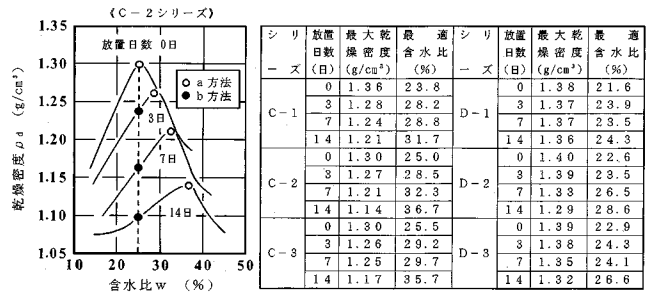 《C－2シリーズ》
放置日数 0日
○ a方法
● b方法
3日
7日
14日
1.35
1.30
1.25
1.20
1.15
1.10
1.05
乾燥密度ρd (g/cm³)
10 20 30 40 50
含水比w (%)
シリーズ 放置日数(日) 最大乾燥密度(g/cm³) 最適含水比(%) シリーズ 放置日数(日) 最大乾燥密度(g/cm³) 最適含水比(%)
C－1 0 1.36 23.8 D－1 0 1.38 21.6
3 1.28 28.2 3 1.37 23.9
7 1.24 28.8 7 1.37 23.5
14 1.21 31.7 14 1.36 24.3
C－2 0 1.30 25.0 D－2 0 1.40 22.6
3 1.27 28.5 3 1.39 23.5
7 1.21 32.3 7 1.33 26.5
14 1.14 36.7 14 1.29 28.6
C－3 0 1.30 25.5 D－3 0 1.39 22.9
3 1.26 29.2 3 1.38 24.3
7 1.25 29.7 7 1.35 24.1
14 1.17 35.7 14 1.32 26.6